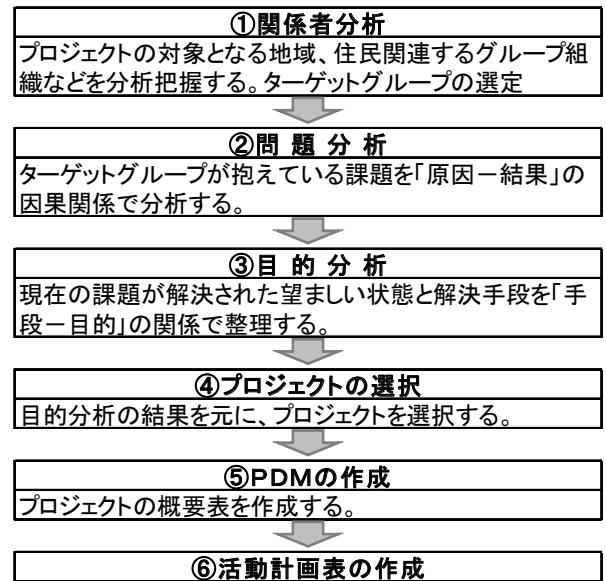 ①関係者分析
プロジェクトの対象となる地域、住民関連するグループ組
織などを分析把握する。ターゲットグループの選定
②問 題 分 析
ターゲットグループが抱えている課題を｢原因－結果｣の
因果関係で分析する。
③目 的 分 析
現在の課題が解決された望ましい状態と解決手段を｢手
段－目的｣の関係で整理する。
④プロジェクトの選択
目的分析の結果を元に、プロジェクトを選択する。
⑤ＰＤＭの作成
プロジェクトの概要表を作成する。
⑥活動計画表の作成